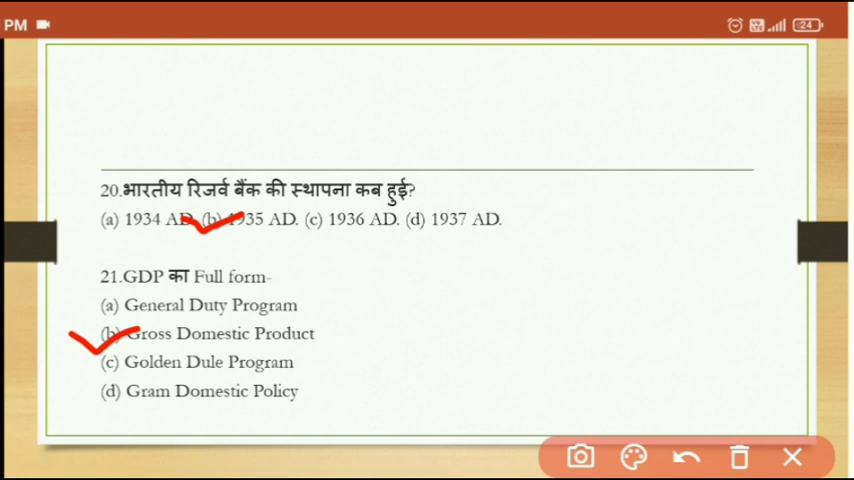 PM
24
20.भारतीय रिजर्व बैंक की स्थापना कब हुई?
(a) 1934 AD. (b) 1935 AD. (c) 1936 AD. (d) 1937 AD.
21.GDP का Full form-
(a) General Duty Program
(b) Gross Domestic Product
(c) Golden Dule Program
(d) Gram Domestic Policy